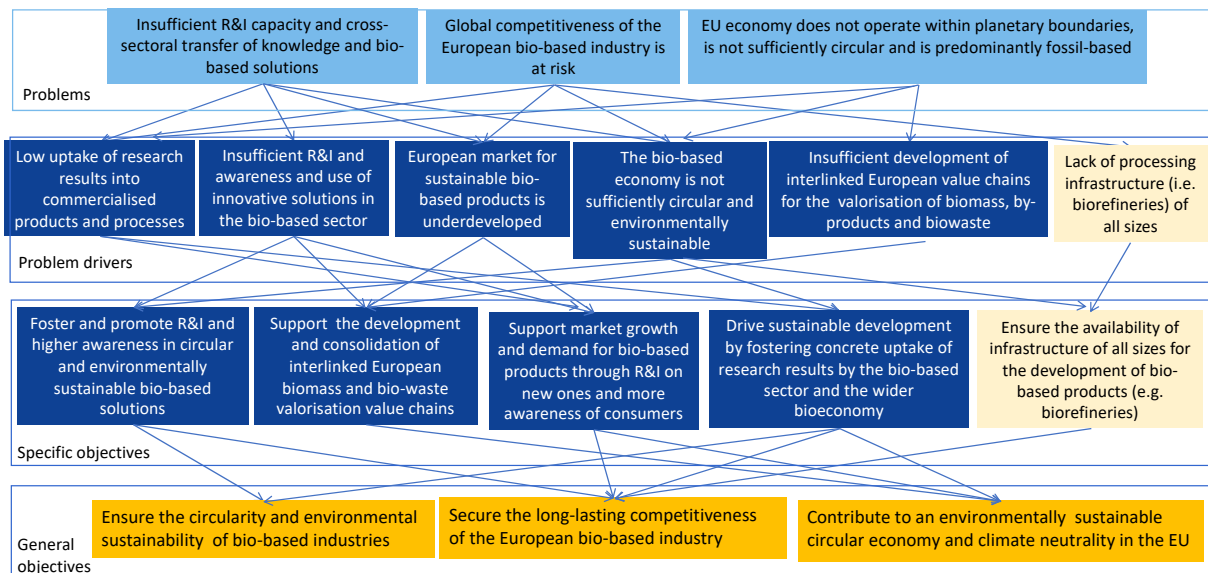 Insufficient R&I capacity and cross-
sectoral transfer of knowledge and bio-
based solutions
Global competitiveness of the
European bio-based industry is
at risk
EU economy does not operate within planetary boundaries,
is not sufficiently circular and is predominantly fossil-based
Problems
Low uptake of research
results into
commercialised
products and processes
Insufficient R&I and
awareness and use of
innovative solutions in
the bio-based sector
European market for
sustainable bio-
based products is
underdeveloped
The bio-based
economy is not
sufficiently circular and
environmentally
sustainable
Insufficient development of
interlinked European value chains
for the valorisation of biomass, by-
products and biowaste
Lack of processing
infrastructure (i.e.
biorefineries) of
all sizes
Problem drivers
Foster and promote R&I and
higher awareness in circular
and environmentally
sustainable bio-based
solutions
Support the development
and consolidation of
interlinked European
biomass and bio-waste
valorisation value chains
Support market growth
and demand for bio-based
products through R&I on
new ones and more
awareness of consumers
Drive sustainable development
by fostering concrete uptake of
research results by the bio-based
sector and the wider
bioeconomy
Ensure the availability of
infrastructure of all sizes for
the development of bio-
based products (e.g.
biorefineries)
Specific objectives
Ensure the circularity and environmental
sustainability of bio-based industries
Secure the long-lasting competitiveness
of the European bio-based industry
Contribute to an environmentally sustainable
circular economy and climate neutrality in the EU
General
objectives